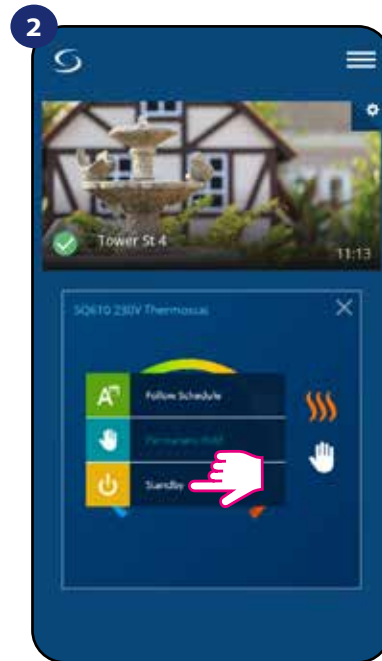 2
Tower St 4
11:13
SQ610 230V Thermostat
A
Follow Schedule
Permanent Hold
Standby